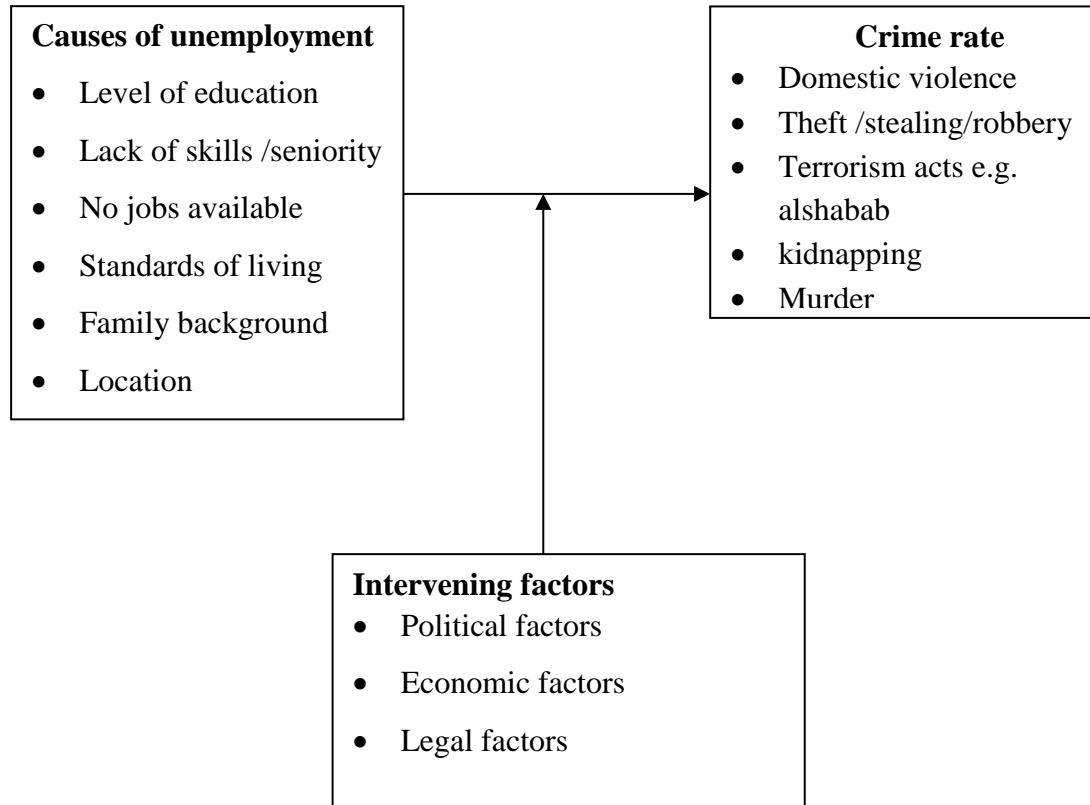 Causes of unemployment
• Level of education
• Lack of skills /seniority
• No jobs available
• Standards of living
• Family background
• Location
Crime rate
• Domestic violence
• Theft /stealing/robbery
• Terrorism acts e.g.
alshabab
• kidnapping
• Murder
Intervening factors
• Political factors
• Economic factors
• Legal factors